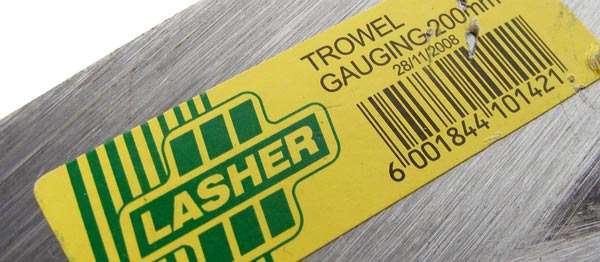 TROWEL
GAUGING 200mm
28/11/2008
6 001844 101421
LASHER